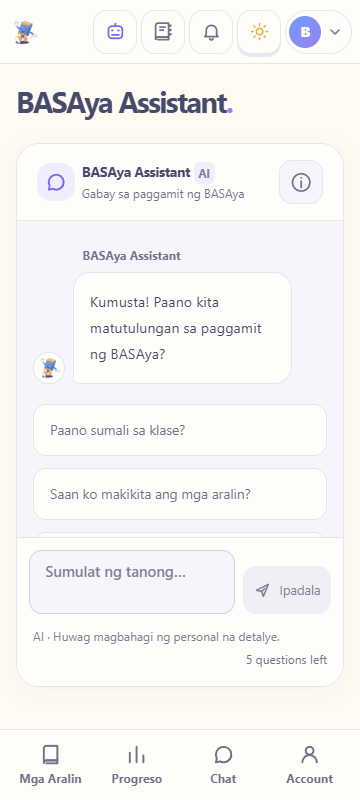 B
BASAya Assistant.
BASAya Assistant AI
Gabay sa paggamit ng BASAya
BASAya Assistant
Kumusta! Paano kita
matutulungan sa paggamit
ng BASAya?
Paano sumali sa klase?
Saan ko makikita ang mga aralin?
Sumulat ng tanong...
Ipadala
AI · Huwag magbahagi ng personal na detalye.
5 questions left
Mga Aralin
Progreso
Chat
Account